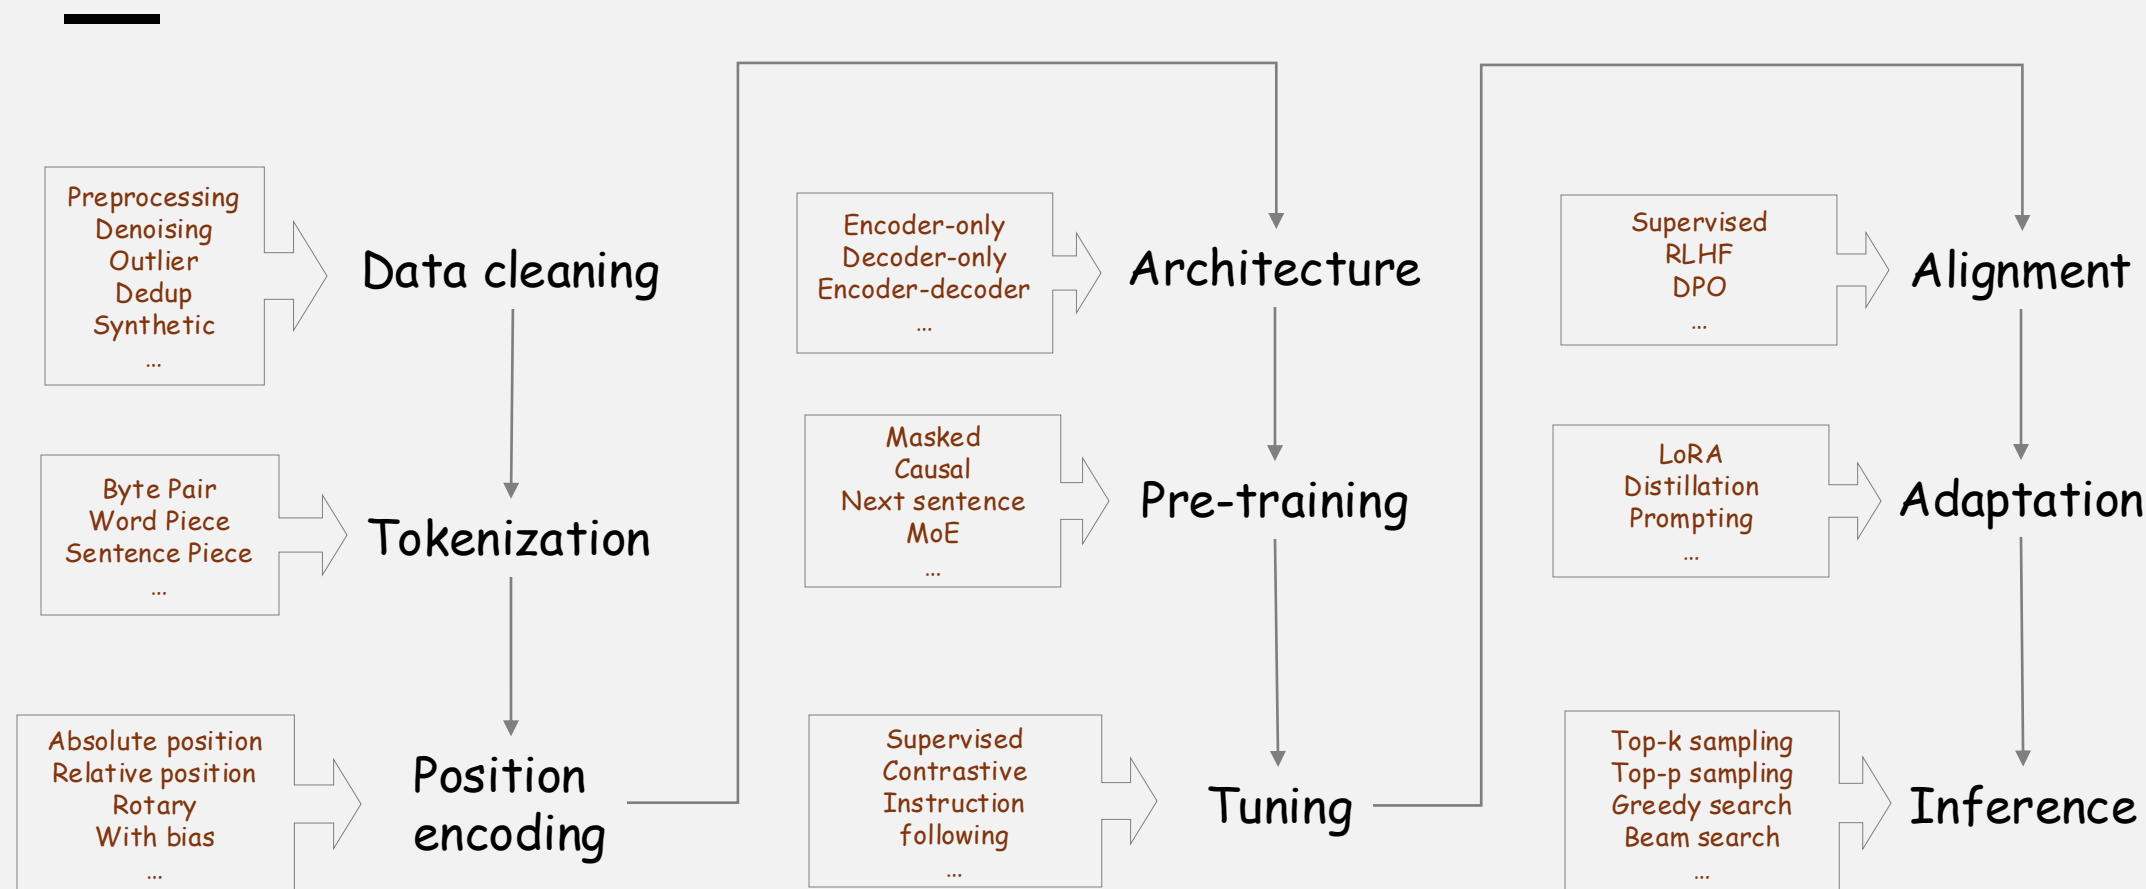 Preprocessing
Denoising
Outlier
Dedup
Synthetic
...
Data cleaning
Byte Pair
Word Piece
Sentence Piece
...
Tokenization
Absolute position
Relative position
Rotary
With bias
...
Position
encoding
Encoder-only
Decoder-only
Encoder-decoder
...
Architecture
Masked
Causal
Next sentence
MoE
...
Pre-training
Supervised
Contrastive
Instruction
following
...
Tuning
Supervised
RLHF
DPO
...
Alignment
LoRA
Distillation
Prompting
...
Adaptation
Top-k sampling
Top-p sampling
Greedy search
Beam search
...
Inference